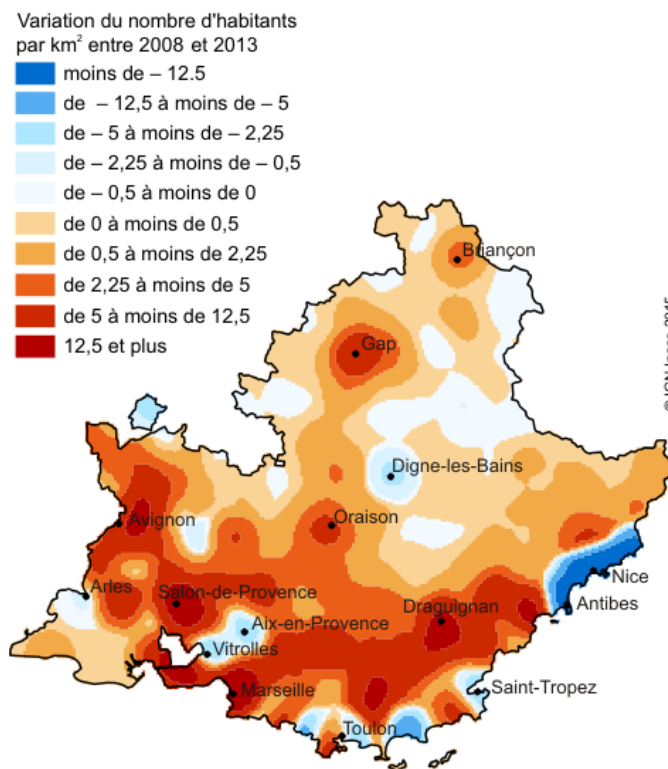 Variation du nombre d'habitants
par km² entre 2008 et 2013
moins de – 12.5
de – 12,5 à moins de – 5
de – 5 à moins de – 2,25
de – 2,25 à moins de – 0,5
de – 0,5 à moins de 0
de 0 à moins de 0,5
de 0,5 à moins de 2,25
de 2,25 à moins de 5
de 5 à moins de 12,5
12,5 et plus
Briançon
Gap
Digne-les-Bains
Avignon
Oraison
Nice
Arles
Salon-de-Provence
Antibes
Draguignan
Aix-en-Provence
Vitrolles
Marseille
Saint-Tropez
Toulon